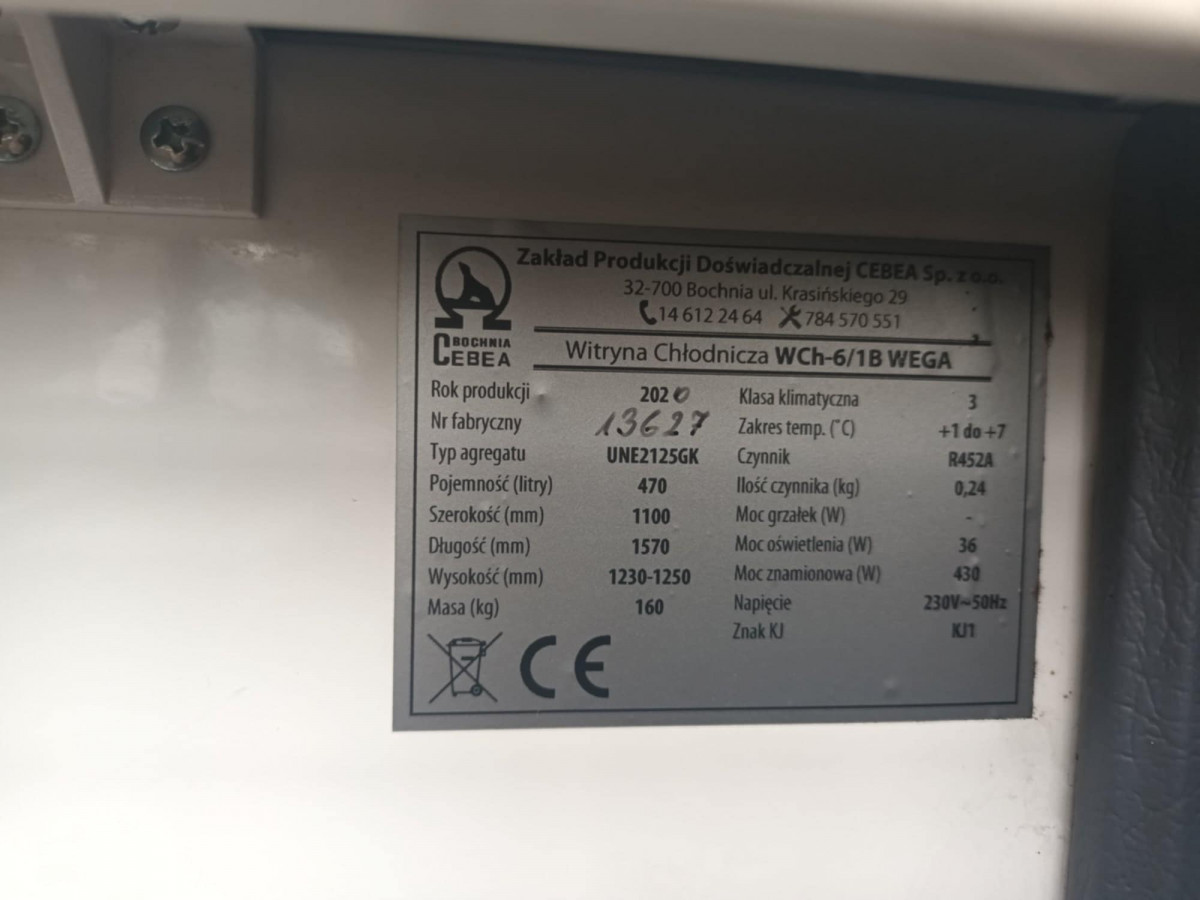 Zakład Produkcji Doświadczalnej CEBEA Sp. z o.o.
32-700 Bochnia ul. Krasińskiego 29
14 612 24 64 784 570 551
BOCHNIA
CEBEA
Witryna Chłodnicza WCh-6/1B WEGA
Rok produkcji 2020
Nr fabryczny 13627
Typ agregatu UNE2125GK
Pojemność (litry) 470
Szerokość (mm) 1100
Długość (mm) 1570
Wysokość (mm) 1230-1250
Masa (kg) 160
Klasa klimatyczna 3
Zakres temp. (°C) +1 do +7
Czynnik R452A
Ilość czynnika (kg) 0,24
Moc grzałek (W) -
Moc oświetlenia (W) 36
Moc znamionowa (W) 430
Napięcie 230V~50Hz
Znak KJ KJ1
CE